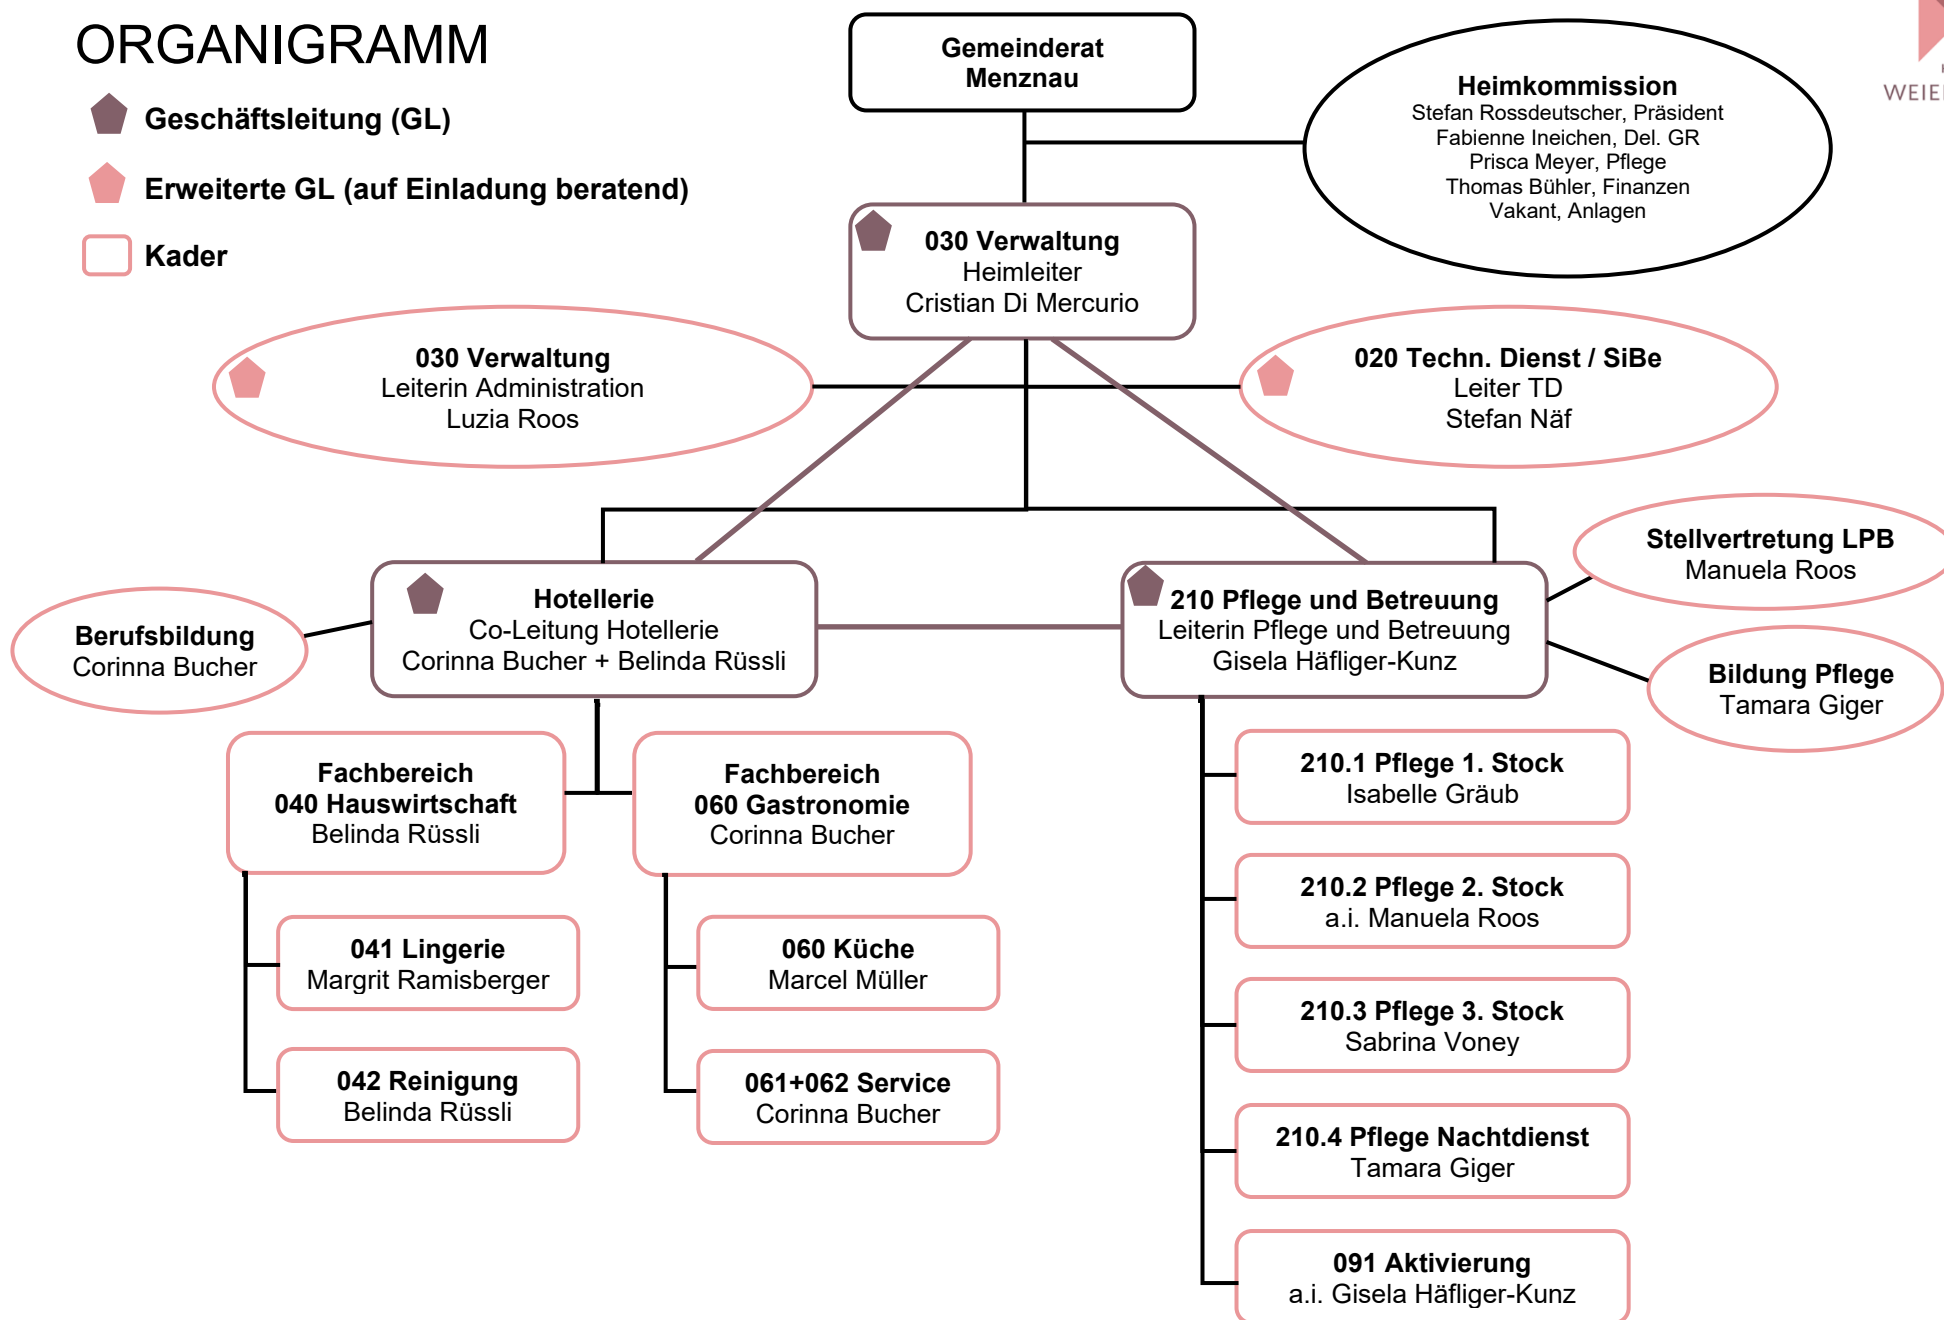 ORGANIGRAMM
Geschäftsleitung (GL)
Erweiterte GL (auf Einladung beratend)
Kader
Gemeinderat
Menznau
Heimkommission
Stefan Rossdeutscher, Präsident
Fabienne Ineichen, Del. GR
Prisca Meyer, Pflege
Thomas Bühler, Finanzen
Vakant, Anlagen
030 Verwaltung
Heimleiter
Cristian Di Mercurio
030 Verwaltung
Leiterin Administration
Luzia Roos
020 Techn. Dienst / SiBe
Leiter TD
Stefan Näf
Berufsbildung
Corinna Bucher
Hotellerie
Co-Leitung Hotellerie
Corinna Bucher + Belinda Rüssli
210 Pflege und Betreuung
Leiterin Pflege und Betreuung
Gisela Häfliger-Kunz
Stellvertretung LPB
Manuela Roos
Bildung Pflege
Tamara Giger
Fachbereich
040 Hauswirtschaft
Belinda Rüssli
Fachbereich
060 Gastronomie
Corinna Bucher
041 Lingerie
Margrit Ramisberger
042 Reinigung
Belinda Rüssli
060 Küche
Marcel Müller
061+062 Service
Corinna Bucher
210.1 Pflege 1. Stock
Isabelle Gräub
210.2 Pflege 2. Stock
a.i. Manuela Roos
210.3 Pflege 3. Stock
Sabrina Voney
210.4 Pflege Nachtdienst
Tamara Giger
091 Aktivierung
a.i. Gisela Häfliger-Kunz